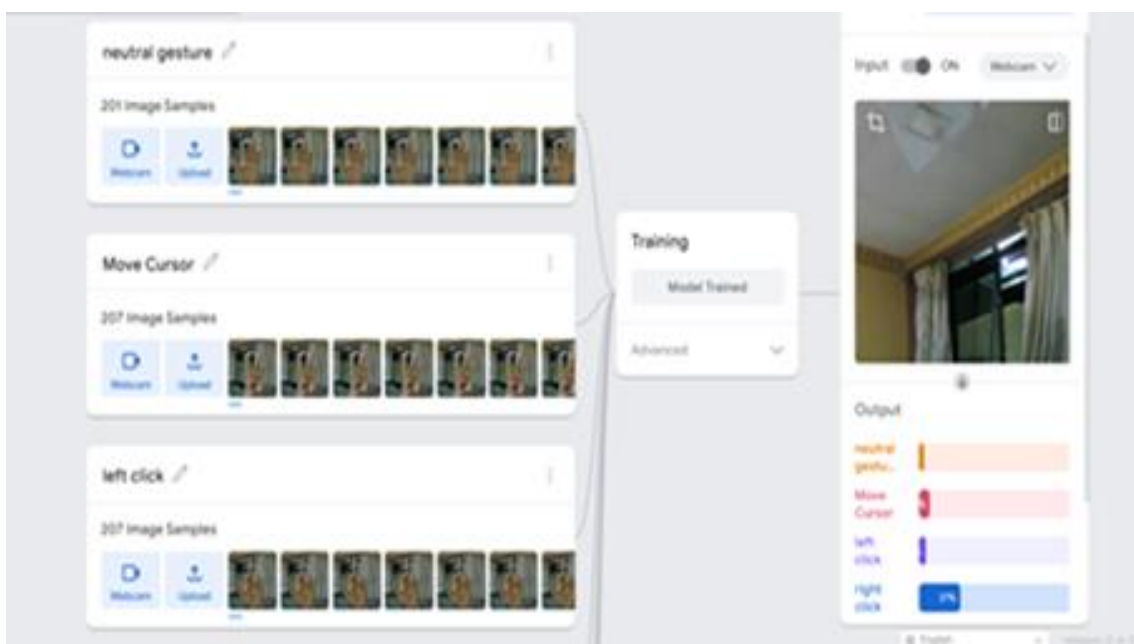 neutral gesture
201 Image Samples
Webcam
Upload
Move Cursor
207 Image Samples
Webcam
Upload
left click
207 Image Samples
Webcam
Upload
Training
Model Trained
Advanced
Input
ON
Webcam
Output
neutral
gestu...
Move
Cursor
left
click
right
click
English